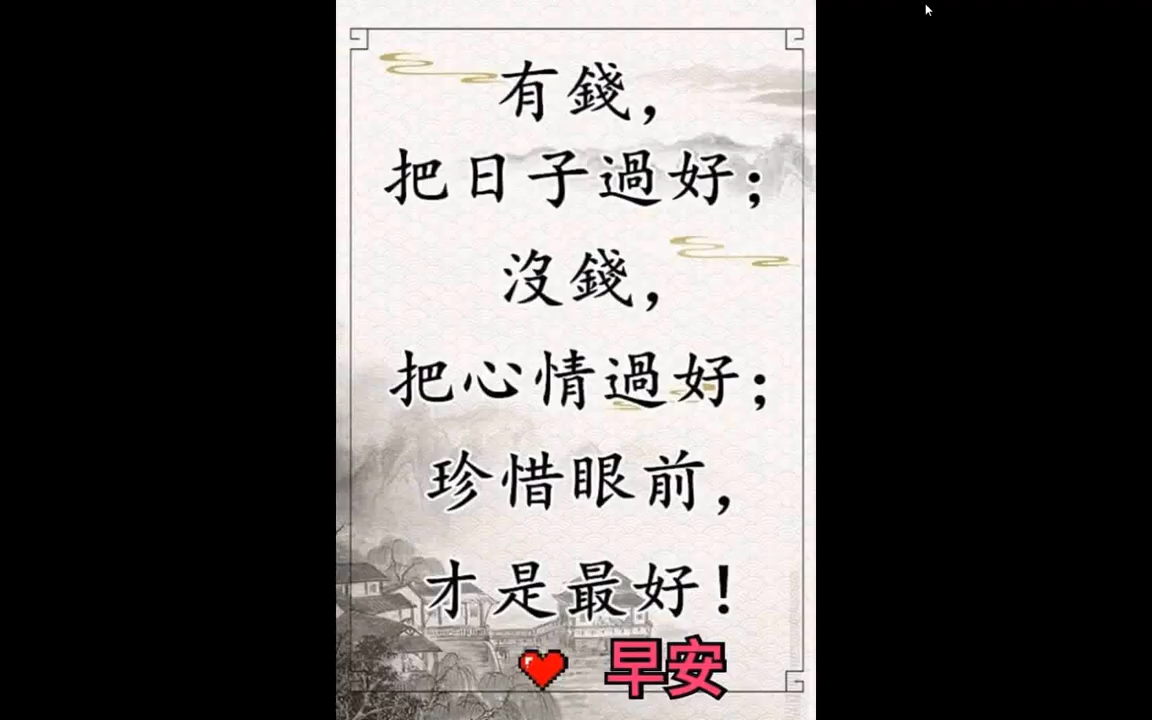 有錢，
把日子過好；
沒錢，
把心情過好；
珍惜眼前，
才是最好！
早安